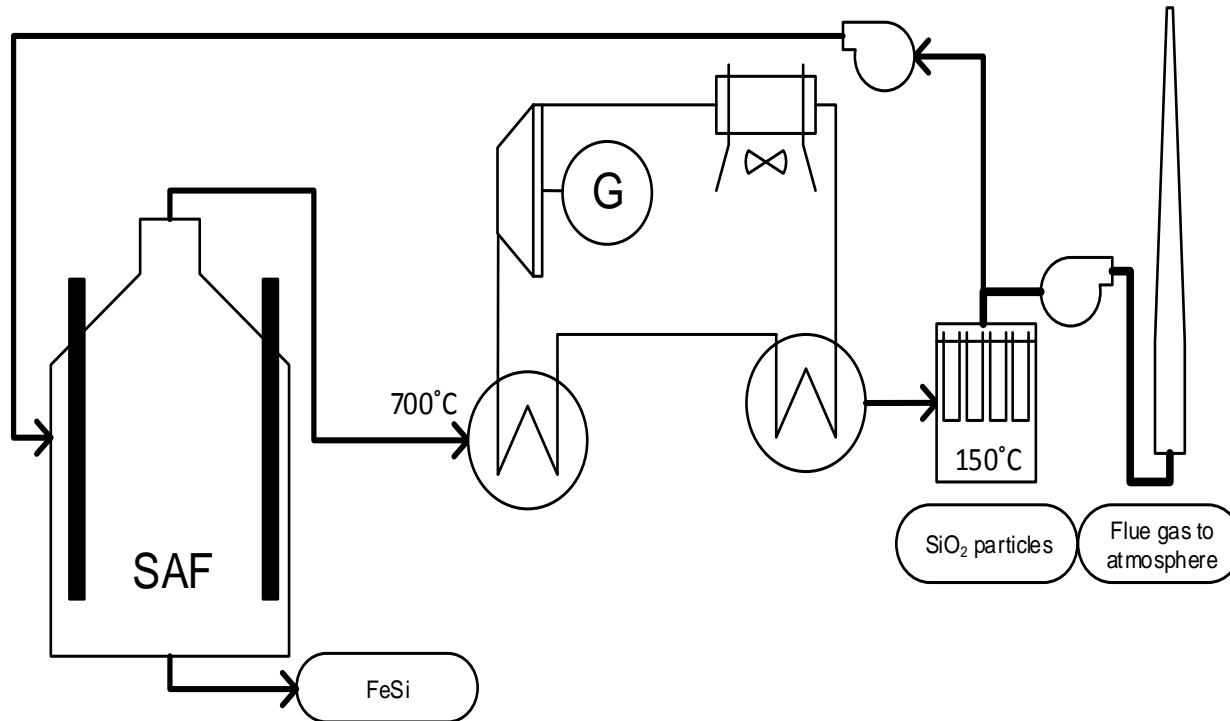 G
700°C
150°C
SAF
SiO₂ particles
Flue gas to
atmosphere
FeSi